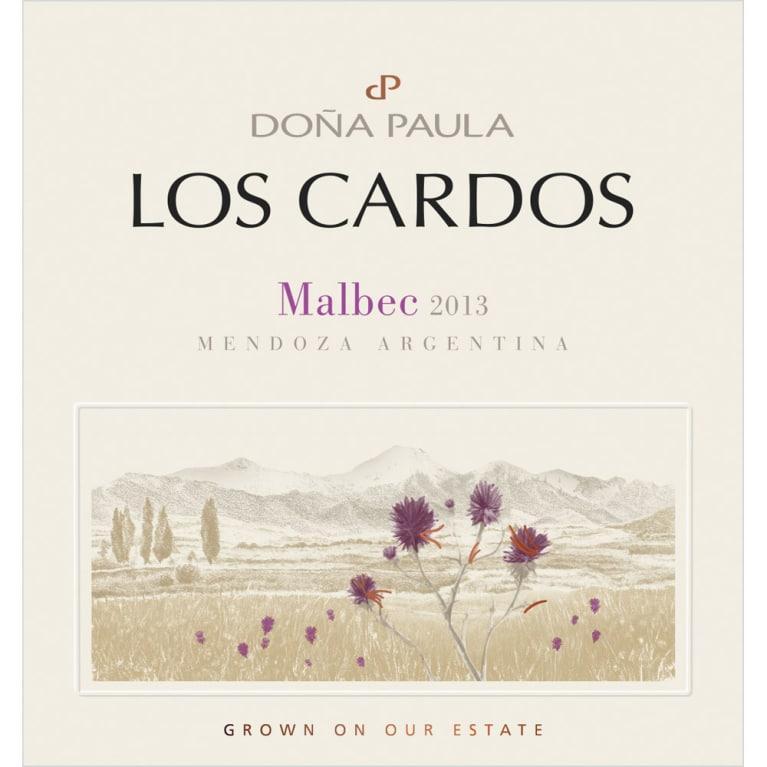 dP
DOÑA PAULA
LOS CARDOS
Malbec 2013
MENDOZA ARGENTINA
GROWN ON OUR ESTATE